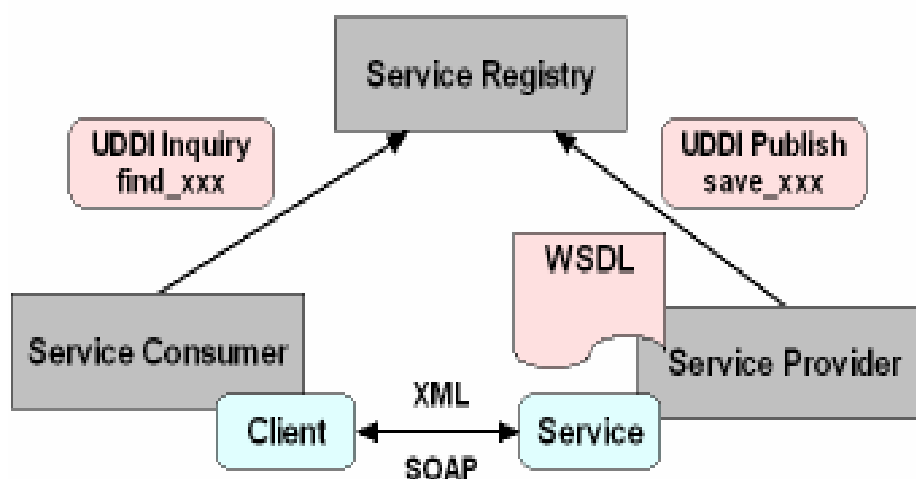 Service Registry
UDDI Inquiry
find_xxx
UDDI Publish
save_xxx
WSDL
Service Consumer
Service Provider
Client
XML
SOAP
Service